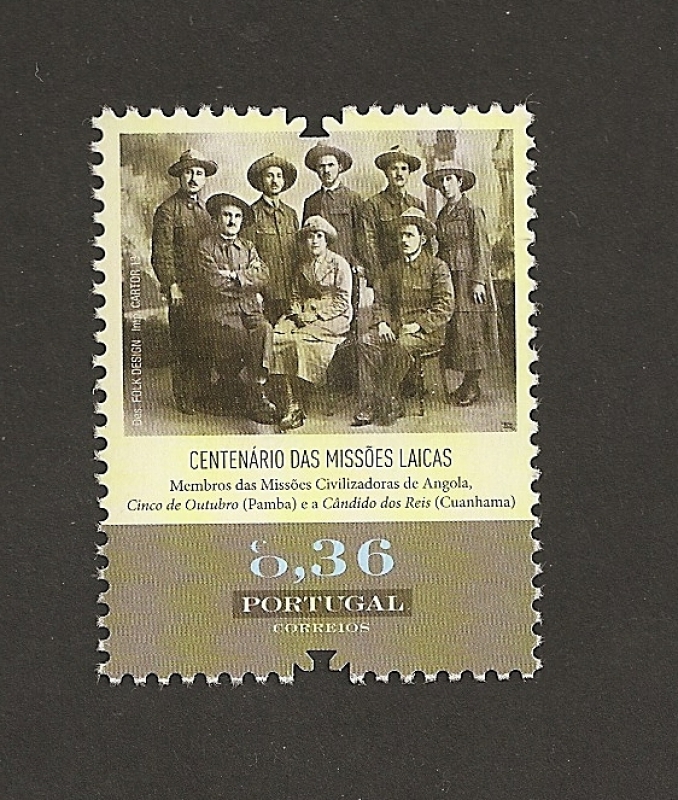 Des. FOLK DESIGN Imp. CARTOR 13
CENTENÁRIO DAS MISSÕES LAICAS
Membros das Missões Civilizadoras de Angola,
Cinco de Outubro (Pamba) e a Cândido dos Reis (Cuanhama)
€0,36
PORTUGAL
CORREIOS